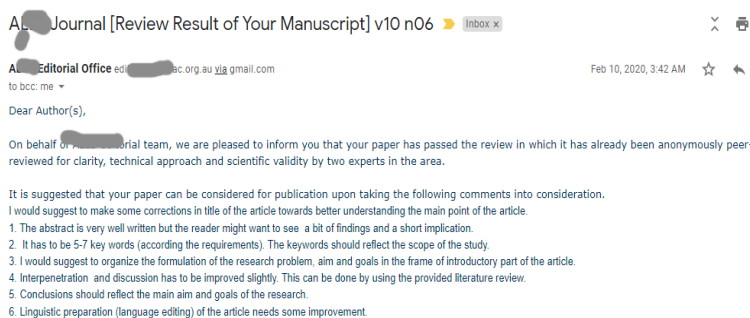 Journal [Review Result of Your Manuscript] v10 n06 Inbox x
Editorial Office ac.org.au via gmail.com Feb 10, 2020, 3:42 AM
to bcc: me
Dear Author(s),
On behalf team, we are pleased to inform you that your paper has passed the review in which it has already been anonymously peer-
reviewed for clarity, technical approach and scientific validity by two experts in the area.
It is suggested that your paper can be considered for publication upon taking the following comments into consideration.
I would suggest to make some corrections in title of the article towards better understanding the main point of the article.
1. The abstract is very well written but the reader might want to see a bit of findings and a short implication.
2. It has to be 5-7 key words (according the requirements). The keywords should reflect the scope of the study.
3. I would suggest to organize the formulation of the research problem, aim and goals in the frame of introductory part of the article.
4. Interpenetration and discussion has to be improved slightly. This can be done by using the provided literature review.
5. Conclusions should reflect the main aim and goals of the research.
6. Linguistic preparation (language editing) of the article needs some improvement.